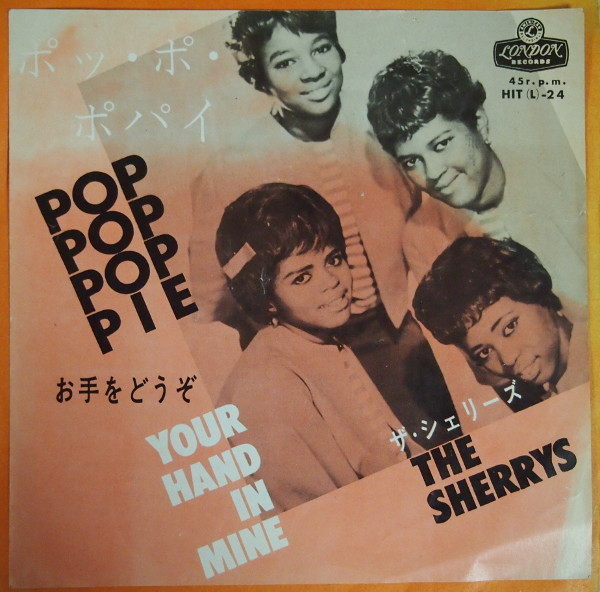 ポッ・ポ・
ポパイ
LONDON
RECORDS
45 r.p.m.
HIT (L)-24
POP
POP
POP
PIE
お手をどうぞ
YOUR
HAND
IN
MINE
ザ・シェリーズ
THE
SHERRYS